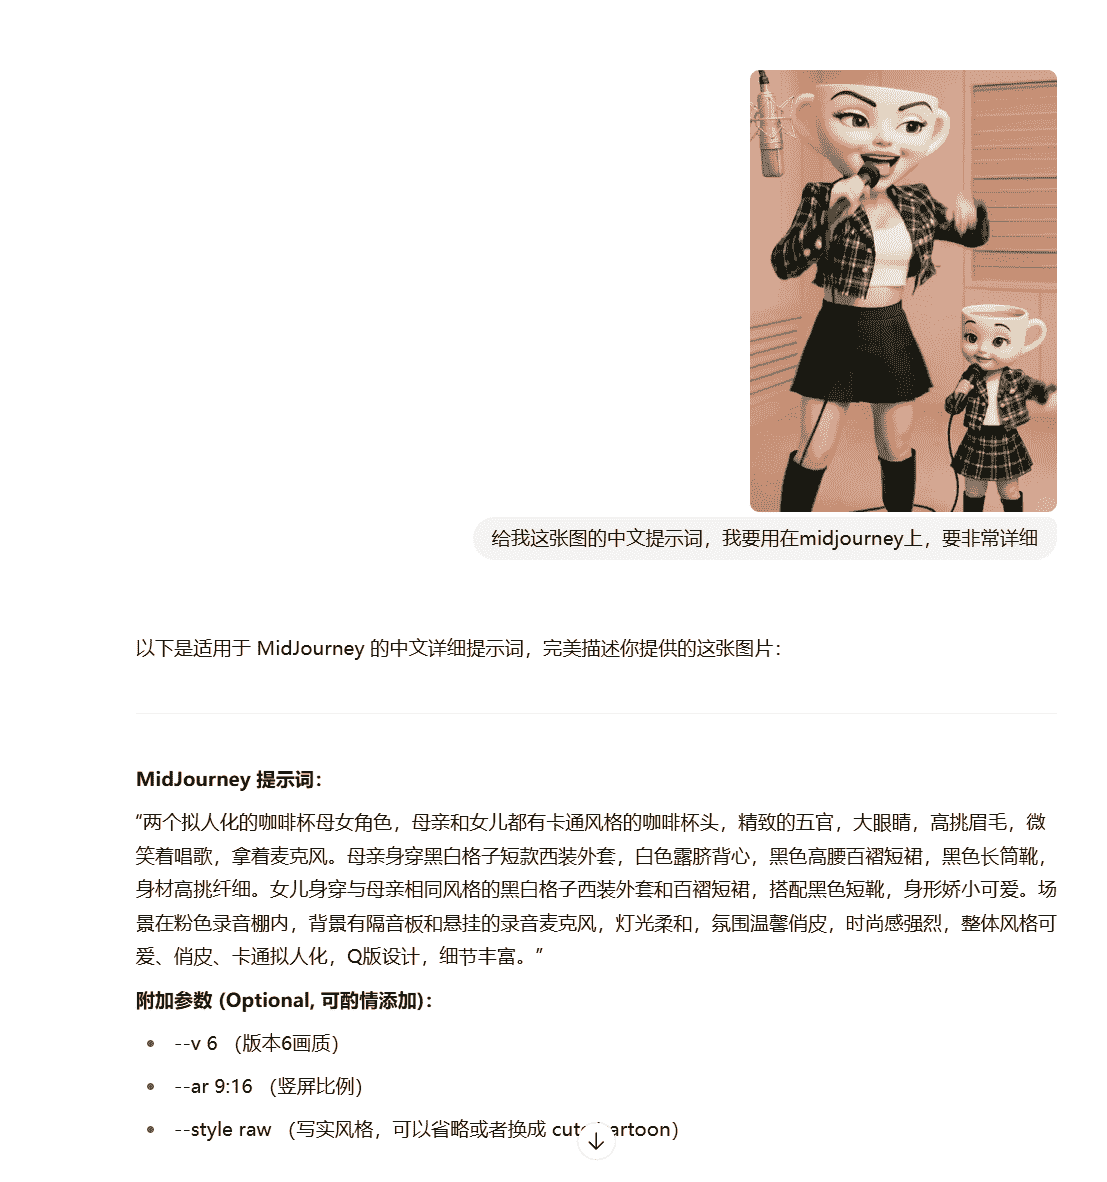 给我这张图的中文提示词，我要用在midjourney上，要非常详细
以下是适用于 MidJourney 的中文详细提示词，完美描述你提供的这张图片：
MidJourney 提示词：
“两个拟人化的咖啡杯母女角色，母亲和女儿都有卡通风格的咖啡杯头，精致的五官，大眼睛，高挑眉毛，微
笑着唱歌，拿着麦克风。母亲身穿黑白格子短款西装外套，白色露脐背心，黑色高腰百褶短裙，黑色长筒靴，
身材高挑纤细。女儿身穿与母亲相同风格的黑白格子西装外套和百褶短裙，搭配黑色短靴，身形娇小可爱。场
景在粉色录音棚内，背景有隔音板和悬挂的录音麦克风，灯光柔和，氛围温馨俏皮，时尚感强烈，整体风格可
爱、俏皮、卡通拟人化，Q版设计，细节丰富。”
附加参数 (Optional, 可酌情添加)：
--v 6 （版本6画质）
--ar 9:16 （竖屏比例）
--style raw （写实风格，可以省略或者换成